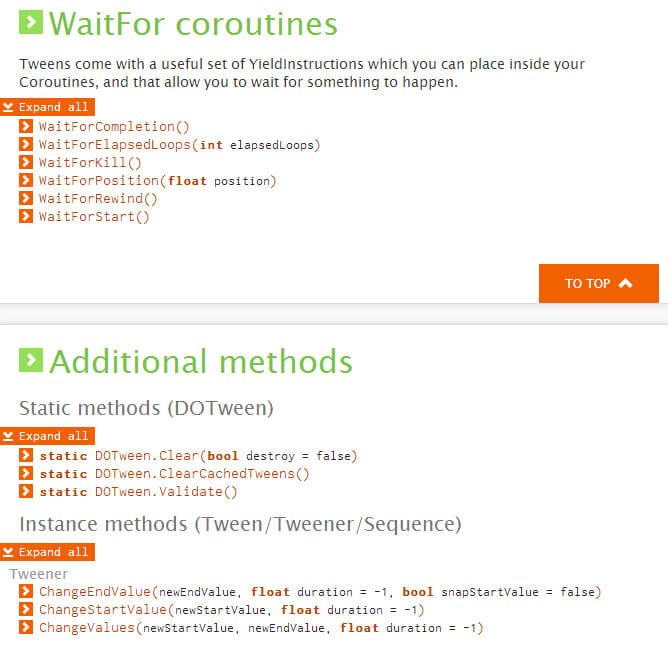 WaitFor coroutines
Tweens come with a useful set of YieldInstructions which you can place inside your
Coroutines, and that allow you to wait for something to happen.
Expand all
WaitForCompletion()
WaitForElapsedLoops(int elapsedLoops)
WaitForKill()
WaitForPosition(float position)
WaitForRewind()
WaitForStart()
TO TOP
Additional methods
Static methods (DOTween)
Expand all
static DOTween.Clear(bool destroy = false)
static DOTween.ClearCachedTweens()
static DOTween.Validate()
Instance methods (Tween/Tweener/Sequence)
Expand all
Tweener
ChangeEndValue(newEndValue, float duration = -1, bool snapStartValue = false)
ChangeStartValue(newStartValue, float duration = -1)
ChangeValues(newStartValue, newEndValue, float duration = -1)